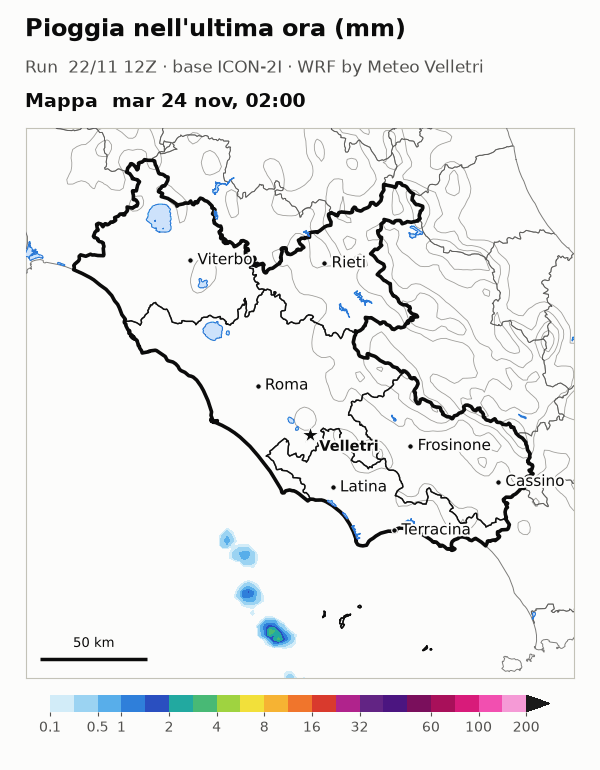 Pioggia nell'ultima ora (mm)
Run  22/11 12Z · base ICON-2I · WRF by Meteo Velletri
Mappa  mar 24 nov, 02:00
Viterbo
Rieti
Roma
Velletri
Frosinone
Latina
Cassino
Terracina
50 km
0.1 0.5 1 2 4 8 16 32 60 100 200